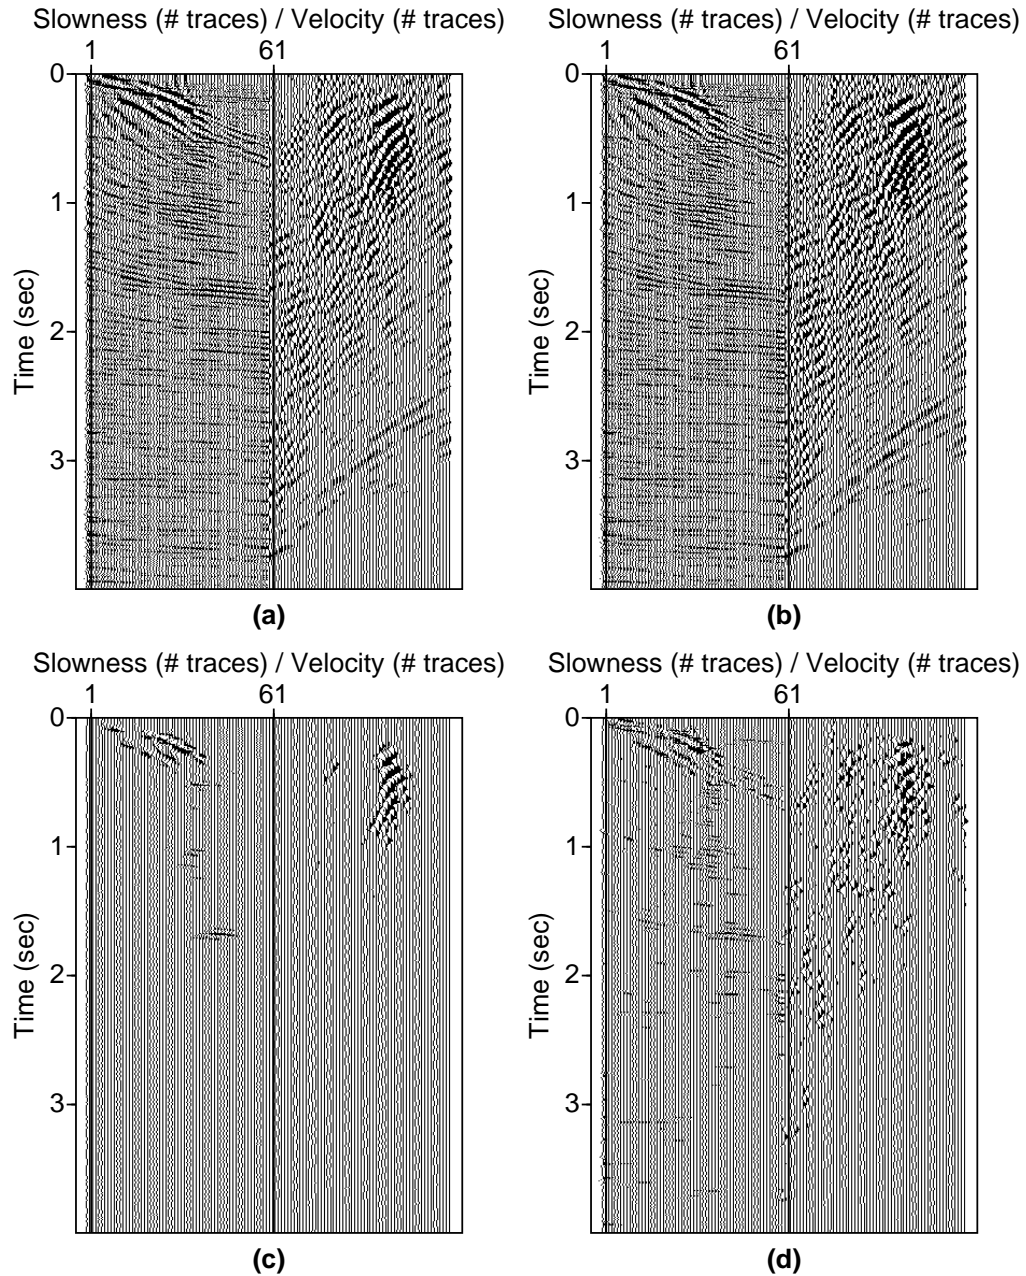 Slowness (# traces) / Velocity (# traces)
1 61
0
1
2
3
Time (sec)
(a)
Slowness (# traces) / Velocity (# traces)
1 61
0
1
2
3
Time (sec)
(b)
Slowness (# traces) / Velocity (# traces)
1 61
0
1
2
3
Time (sec)
(c)
Slowness (# traces) / Velocity (# traces)
1 61
0
1
2
3
Time (sec)
(d)